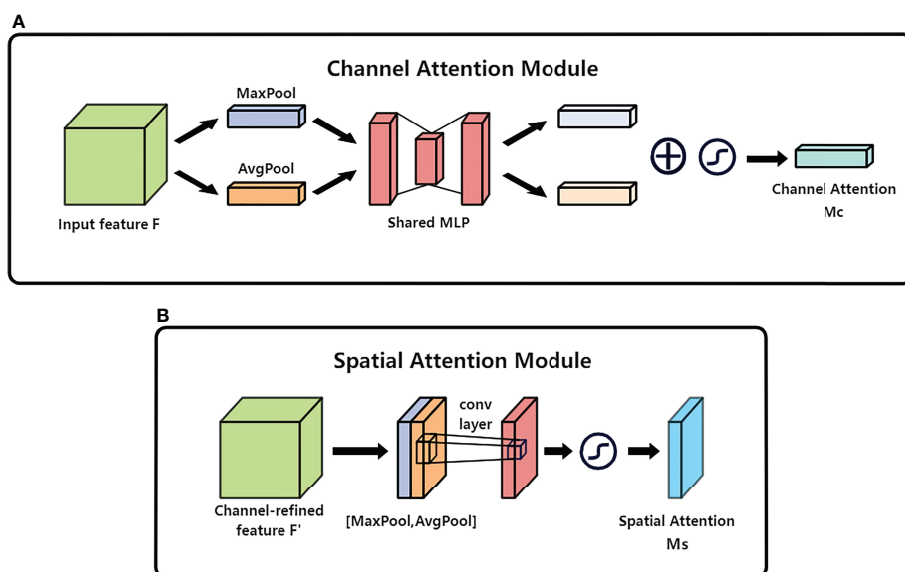 A
Channel Attention Module
MaxPool
AvgPool
Input feature F
Shared MLP
Channel Attention
Mc
B
Spatial Attention Module
conv
layer
Channel-refined
feature F'
[MaxPool,AvgPool]
Spatial Attention
Ms